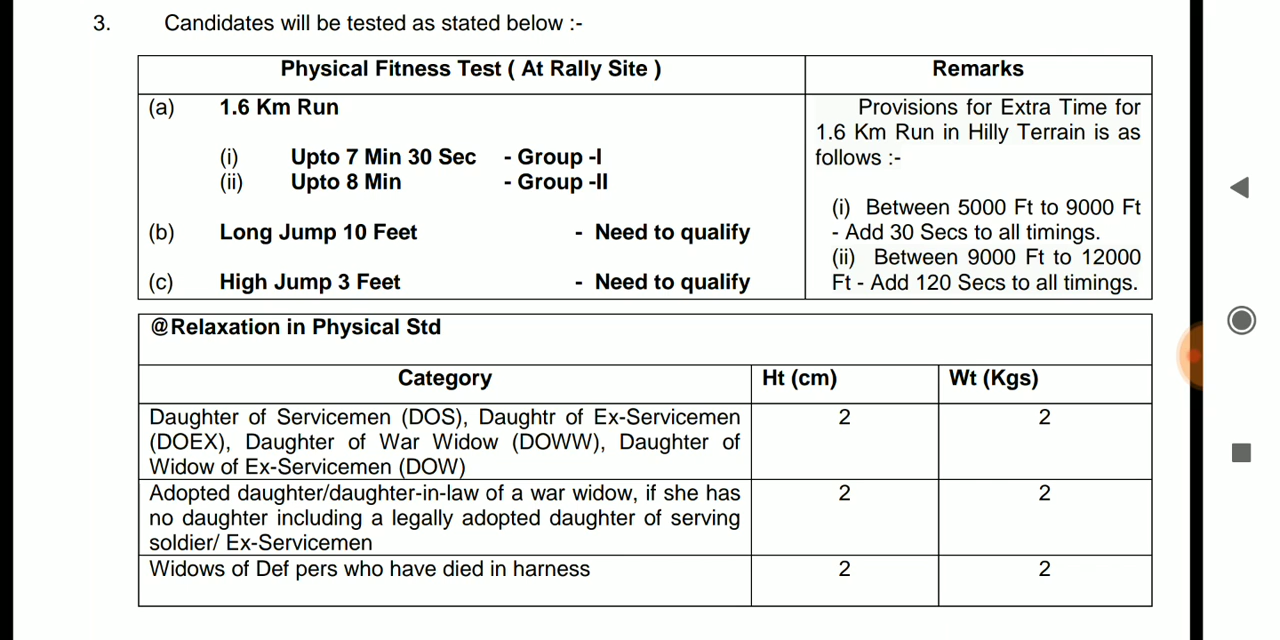 3. Candidates will be tested as stated below :-
Physical Fitness Test ( At Rally Site )
Remarks
(a) 1.6 Km Run
(i) Upto 7 Min 30 Sec - Group -I
(ii) Upto 8 Min - Group -II
(b) Long Jump 10 Feet - Need to qualify
(c) High Jump 3 Feet - Need to qualify
Provisions for Extra Time for
1.6 Km Run in Hilly Terrain is as
follows :-
(i) Between 5000 Ft to 9000 Ft
- Add 30 Secs to all timings.
(ii) Between 9000 Ft to 12000
Ft - Add 120 Secs to all timings.
@Relaxation in Physical Std
Category Ht (cm) Wt (Kgs)
Daughter of Servicemen (DOS), Daughtr of Ex-Servicemen 2 2
(DOEX), Daughter of War Widow (DOWW), Daughter of
Widow of Ex-Servicemen (DOW)
Adopted daughter/daughter-in-law of a war widow, if she has 2 2
no daughter including a legally adopted daughter of serving
soldier/ Ex-Servicemen
Widows of Def pers who have died in harness 2 2